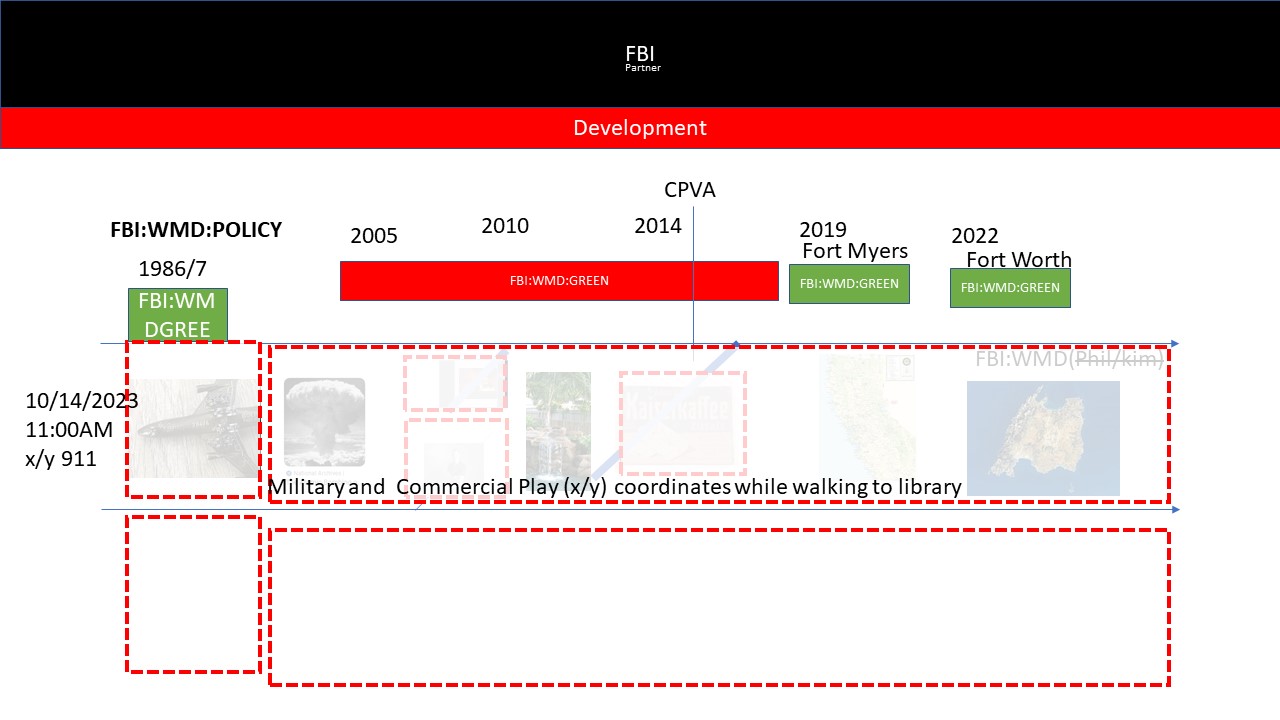 FBI
Partner
Development
CPVA
FBI:WMD:POLICY
2005
2010
2014
2019
Fort Myers
2022
Fort Worth
1986/7
FBI:WM
DGREE
FBI:WMD:GREEN
FBI:WMD:GREEN
FBI:WMD:GREEN
FBI:WMD(Phil/kim)
10/14/2023
11:00AM
x/y 911
Military and Commercial Play (x/y) coordinates while walking to library